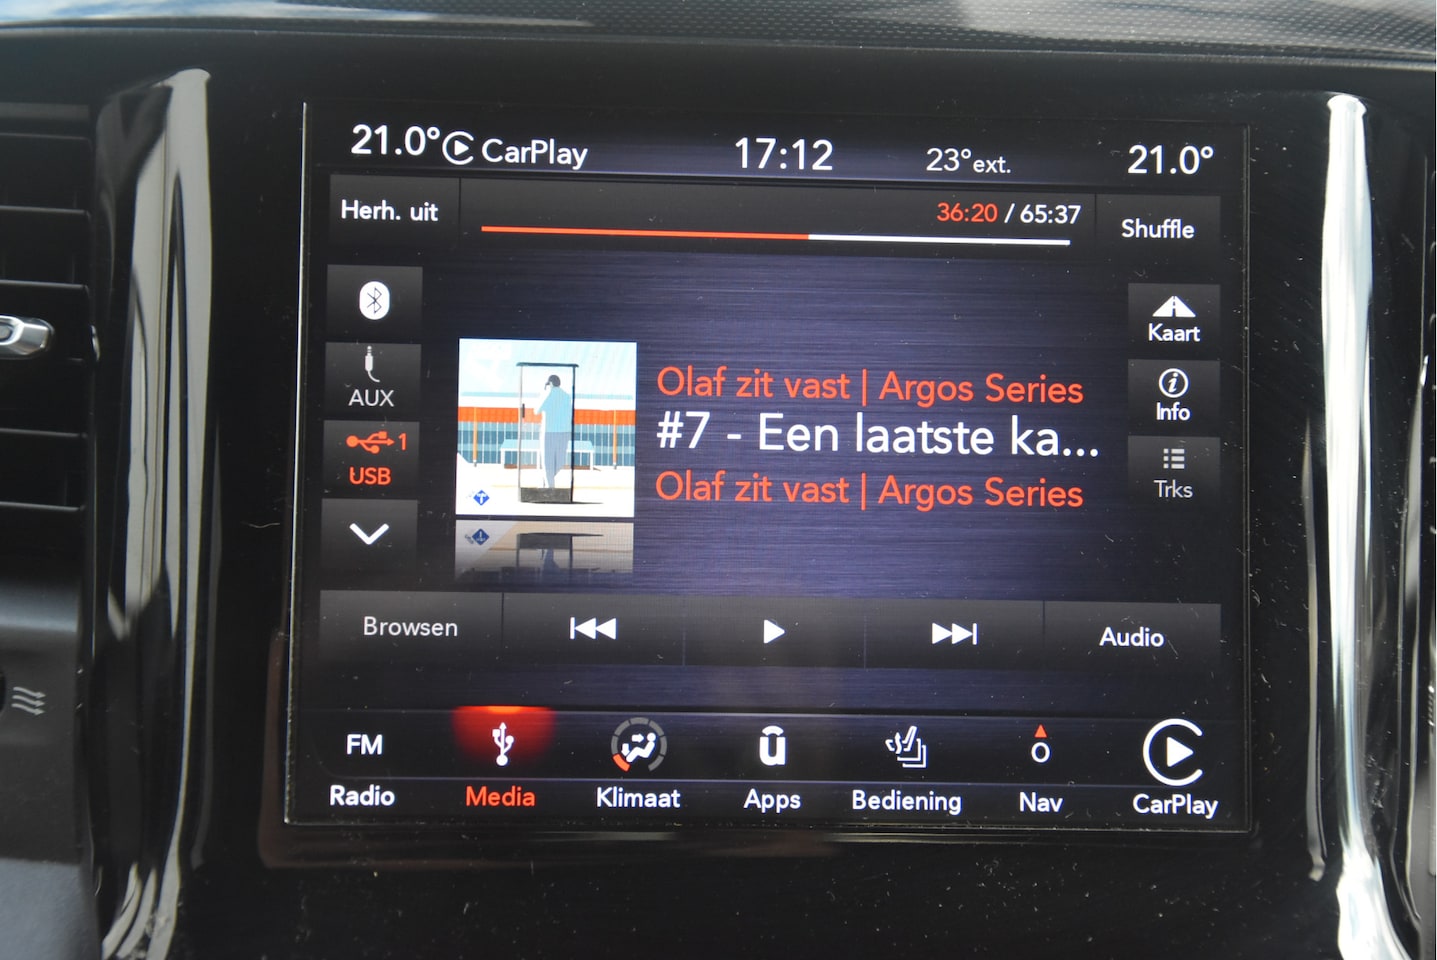 21.0° CarPlay 17:12 23°ext. 21.0°
Herh. uit 36:20 / 65:37 Shuffle
Kaart
AUX
Info
1
USB
Trks
Olaf zit vast | Argos Series
#7 - Een laatste ka...
Olaf zit vast | Argos Series
Browsen Audio
FM
Radio Media Klimaat Apps Bediening Nav CarPlay